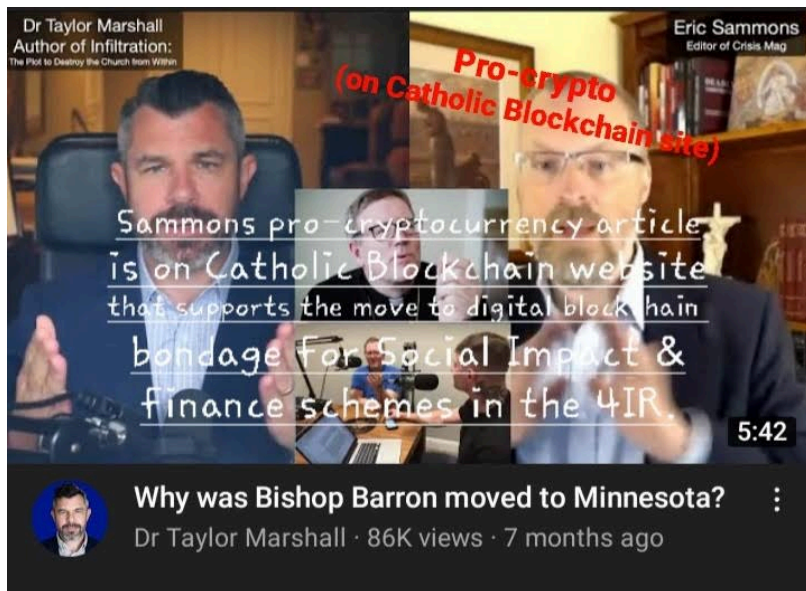 Dr Taylor Marshall
Author of Infiltration:
The Plot to Destroy the Church from Within
Eric Sammons
Editor of Crisis Mag
Pro-crypto
(on Catholic Blockchain site)
Sammons pro-cryptocurrency article
is on Catholic Blockchain website
that supports the move to digital blockchain
bondage for Social Impact &
finance schemes in the 4IR.
5:42
Why was Bishop Barron moved to Minnesota?
Dr Taylor Marshall · 86K views · 7 months ago